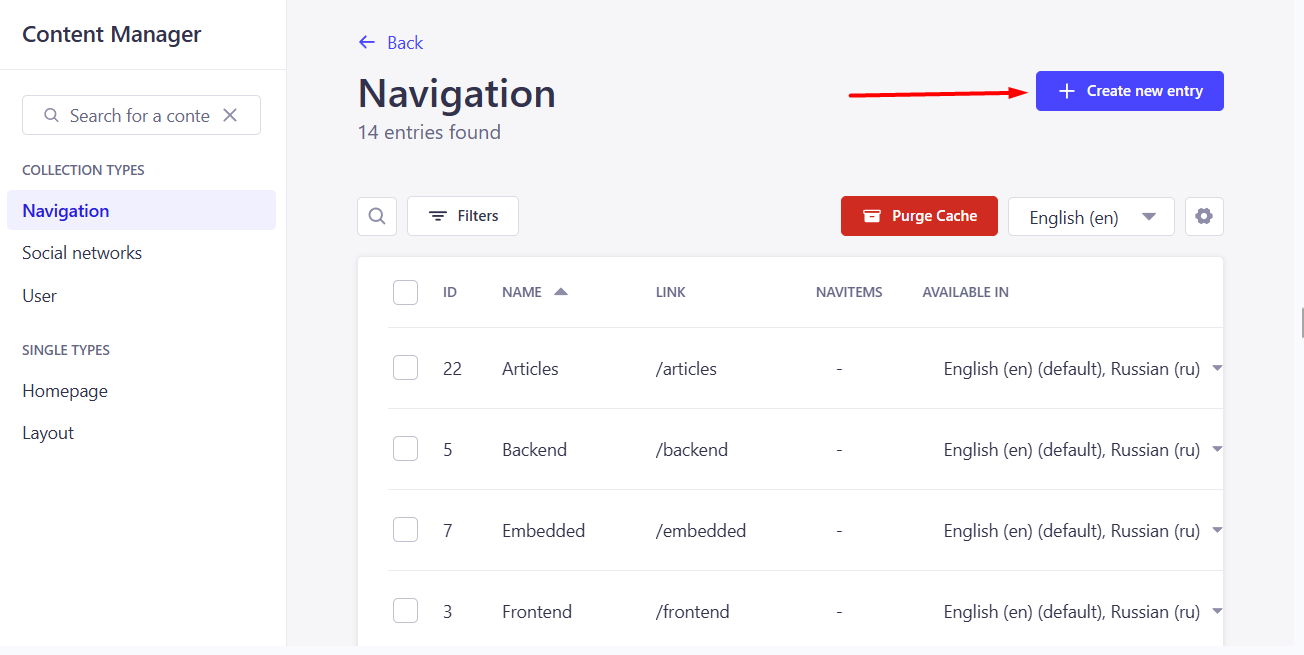 Content Manager
Search for a conte
COLLECTION TYPES
Navigation
Social networks
User
SINGLE TYPES
Homepage
Layout
Back
Navigation
14 entries found
Create new entry
Filters
Purge Cache
English (en)
ID NAME LINK NAVITEMS AVAILABLE IN
22 Articles /articles - English (en) (default), Russian (ru)
5 Backend /backend - English (en) (default), Russian (ru)
7 Embedded /embedded - English (en) (default), Russian (ru)
3 Frontend /frontend - English (en) (default), Russian (ru)